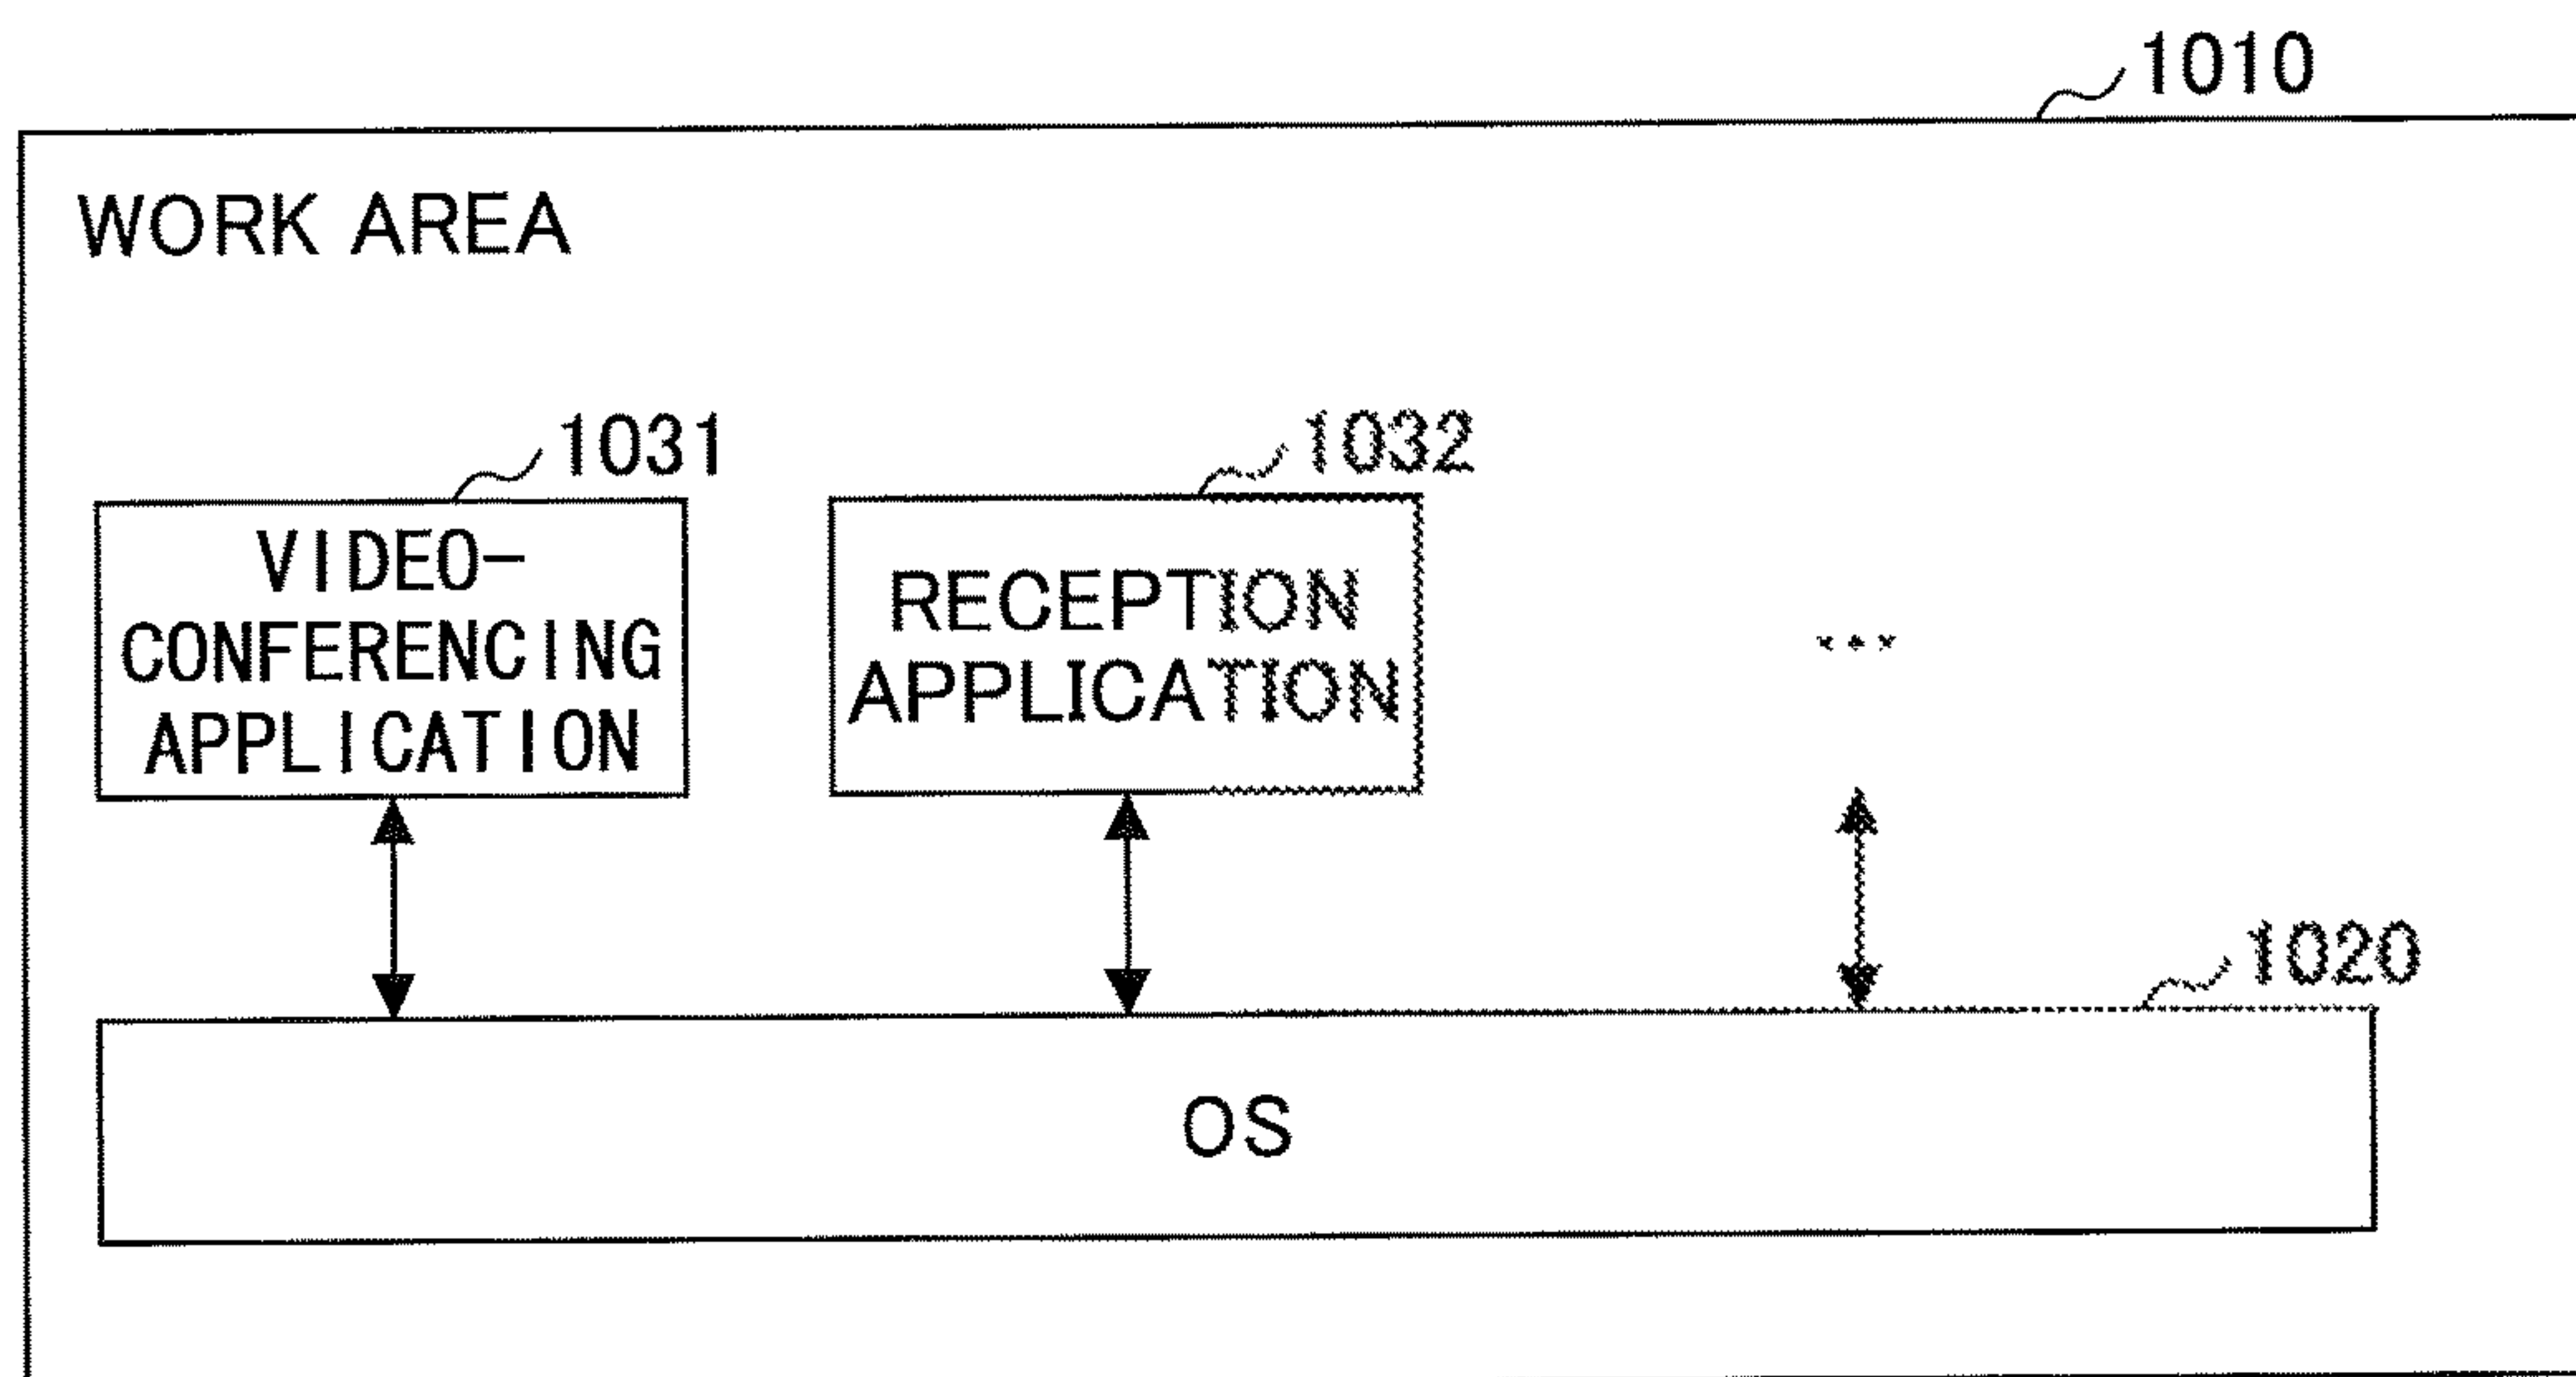 1010
WORK AREA
1031
1032
VIDEO-
CONFERENCING
APPLICATION
RECEPTION
APPLICATION
...
1020
OS